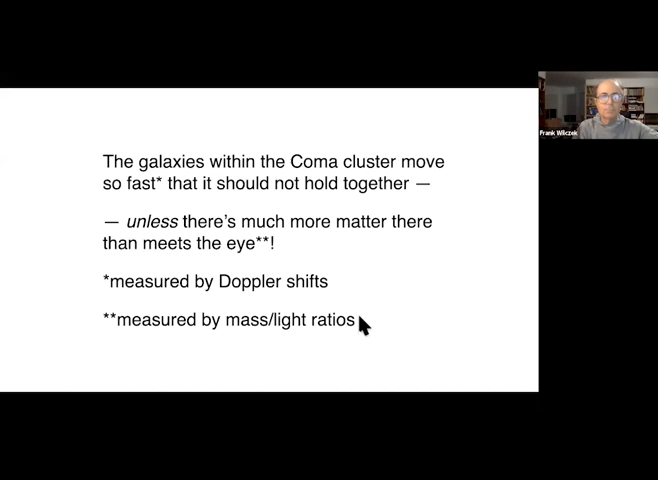 The galaxies within the Coma cluster move
so fast* that it should not hold together —
— unless there's much more matter there
than meets the eye**!
*measured by Doppler shifts
**measured by mass/light ratios
Frank Wilczek